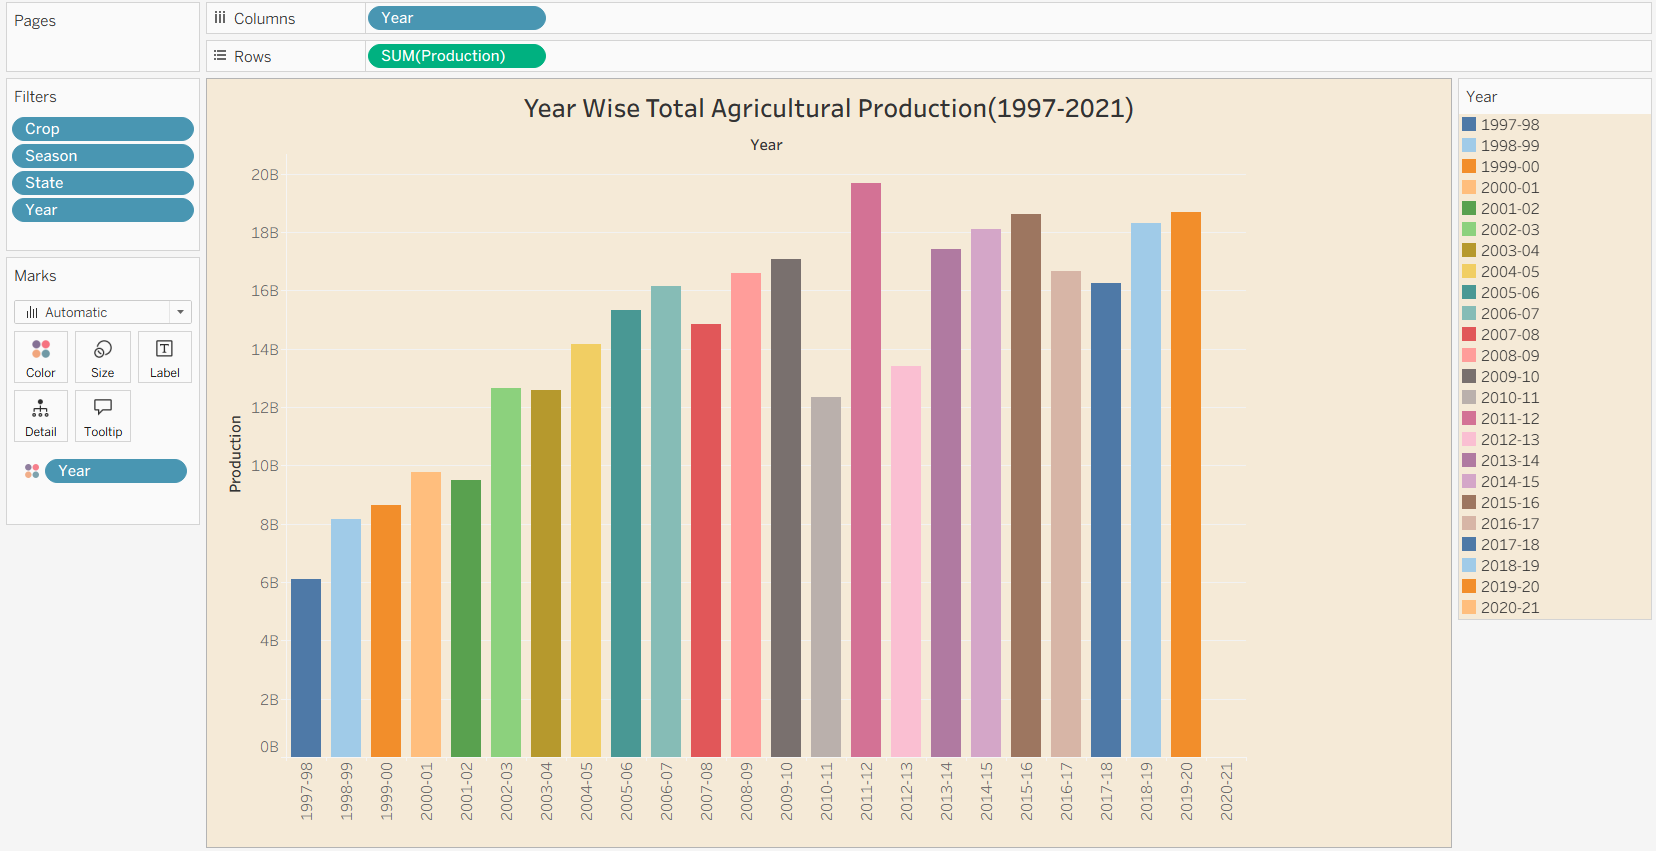 Pages
Columns
Year
Rows
SUM(Production)
Filters
Crop
Season
State
Year
Marks
Automatic
Color
Size
Label
Detail
Tooltip
Year
Year Wise Total Agricultural Production(1997-2021)
Year
Production
20B
18B
16B
14B
12B
10B
8B
6B
4B
2B
0B
1997-98
1998-99
1999-00
2000-01
2001-02
2002-03
2003-04
2004-05
2005-06
2006-07
2007-08
2008-09
2009-10
2010-11
2011-12
2012-13
2013-14
2014-15
2015-16
2016-17
2017-18
2018-19
2019-20
2020-21
Year
1997-98
1998-99
1999-00
2000-01
2001-02
2002-03
2003-04
2004-05
2005-06
2006-07
2007-08
2008-09
2009-10
2010-11
2011-12
2012-13
2013-14
2014-15
2015-16
2016-17
2017-18
2018-19
2019-20
2020-21